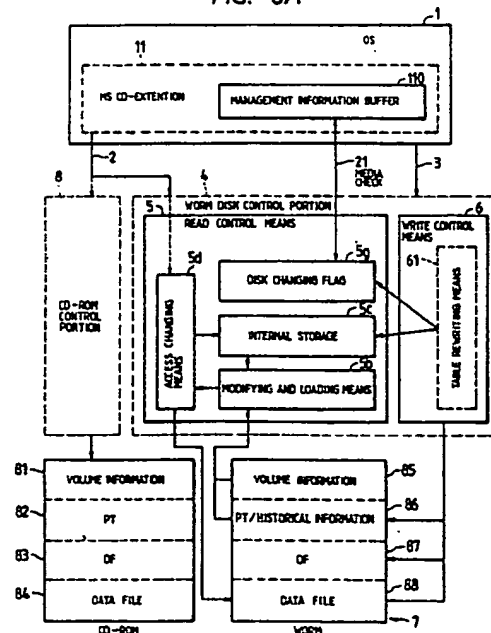 FIG. 6A
1
OS
11
110
MS CD-EXTENTION
MANAGEMENT INFORMATION BUFFER
2
21
MEDIA CHECK
3
8
4
WORM DISK CONTROL PORTION
5
READ CONTROL MEANS
6
WRITE CONTROL MEANS
61
5d
5g
DISK CHANGING FLAG
CD-ROM CONTROL PORTION
ACCESS CHANGING MEANS
5c
INTERNAL STORAGE
5b
MODIFYING AND LOADING MEANS
TABLE REWRITING MEANS
81
VOLUME INFORMATION
VOLUME INFORMATION
85
82
PT
PT/HISTORICAL INFORMATION
86
83
DF
DF
87
84
DATA FILE
DATA FILE
88
CD-ROM
WORM
7